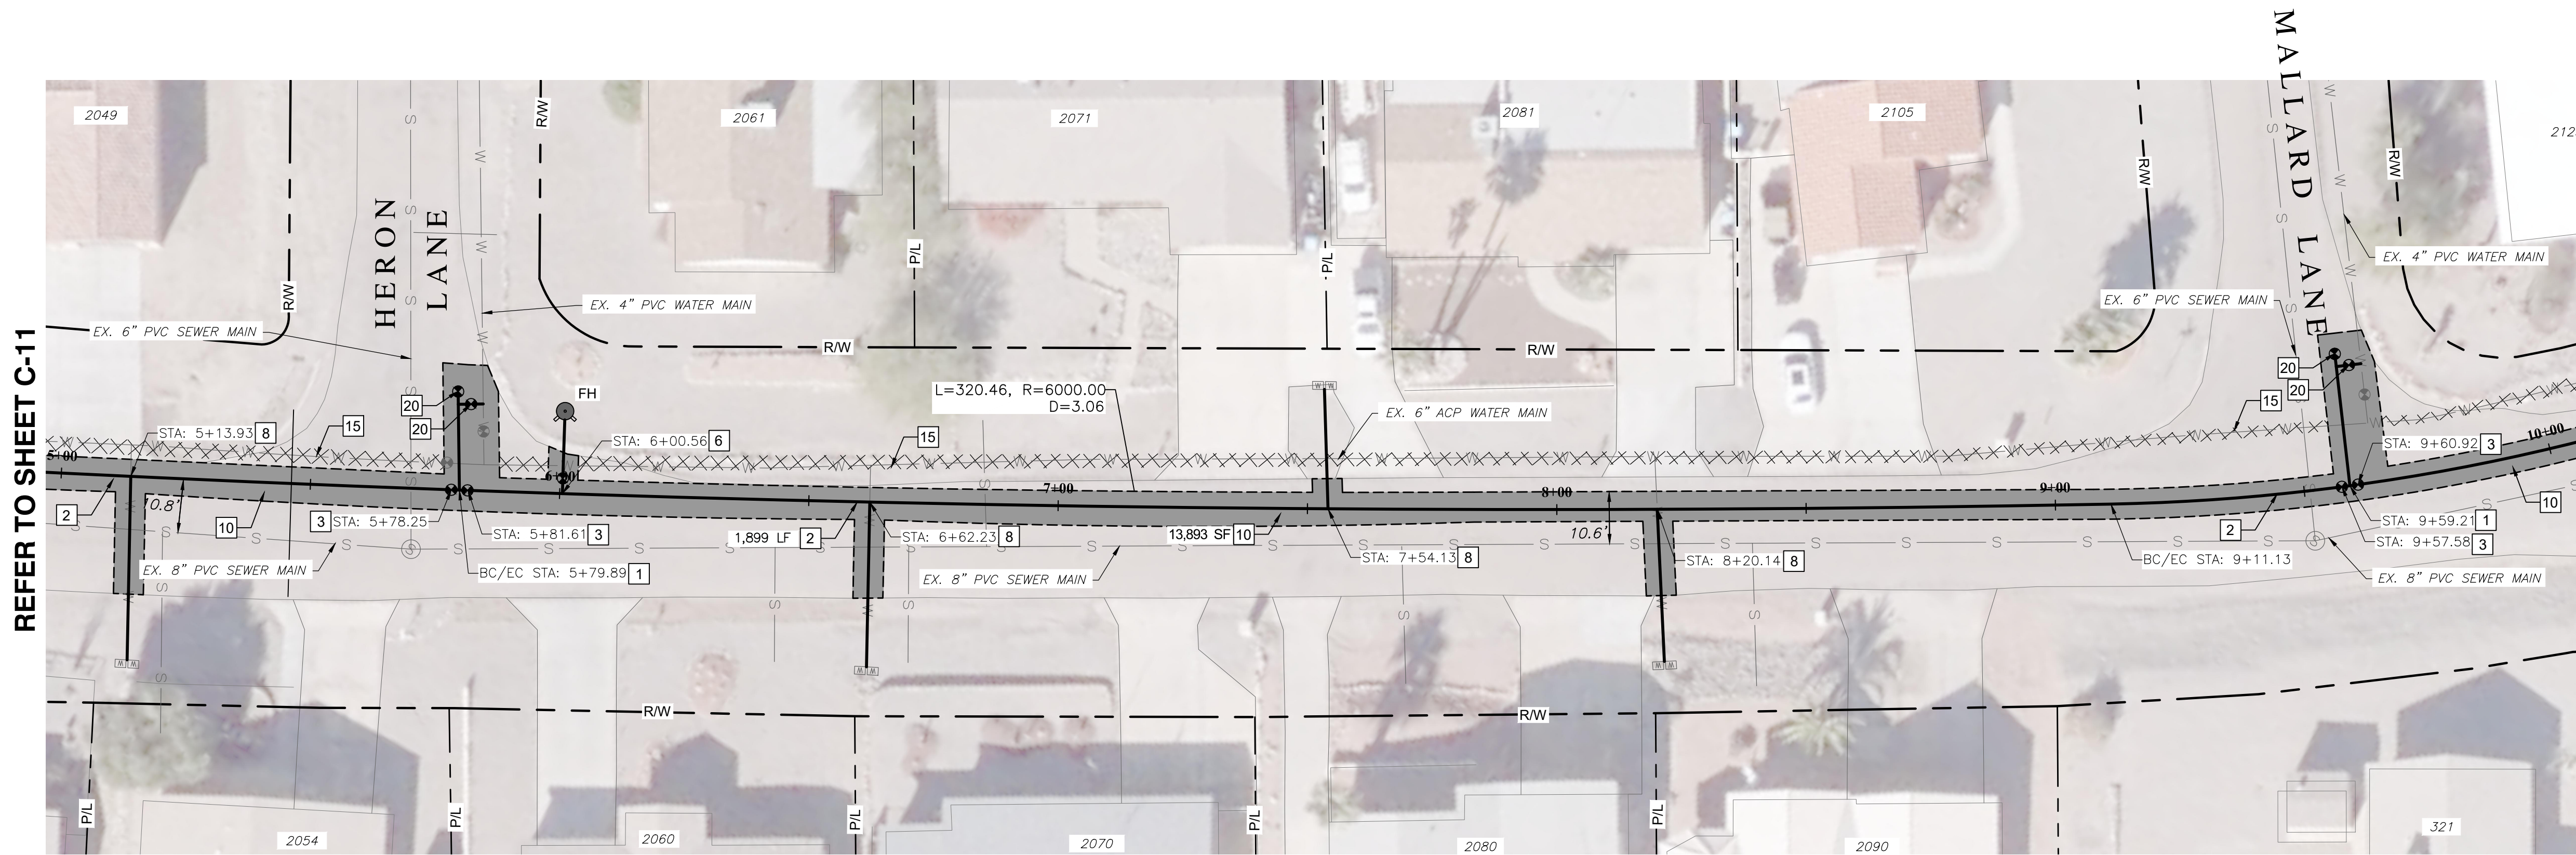 MALLARD LANE
2049
2061
2071
2081
2105
212
R/W
R/W
R/W
R/W
P/L
P/L
HERON
LANE
EX. 4" PVC WATER MAIN
EX. 4" PVC WATER MAIN
EX. 6" PVC SEWER MAIN
EX. 6" PVC SEWER MAIN
R/W
R/W
REFER TO SHEET C-11
L=320.46, R=6000.00
D=3.06
FH
20
20
20
20
EX. 6" ACP WATER MAIN
STA: 5+13.93 8
15
STA: 6+00.56 6
15
15
STA: 9+60.92 3
5+00
6+00
7+00
8+00
9+00
10+00
2
10.8'
10
3 STA: 5+78.25
STA: 5+81.61 3
1,899 LF 2
STA: 6+62.23 8
13,893 SF 10
STA: 7+54.13 8
10.6'
STA: 8+20.14 8
2
STA: 9+59.21 1
STA: 9+57.58 3
10
BC/EC STA: 9+11.13
EX. 8" PVC SEWER MAIN
BC/EC STA: 5+79.89 1
EX. 8" PVC SEWER MAIN
EX. 8" PVC SEWER MAIN
R/W
R/W
P/L
P/L
P/L
P/L
P/L
2054
2060
2070
2080
2090
321